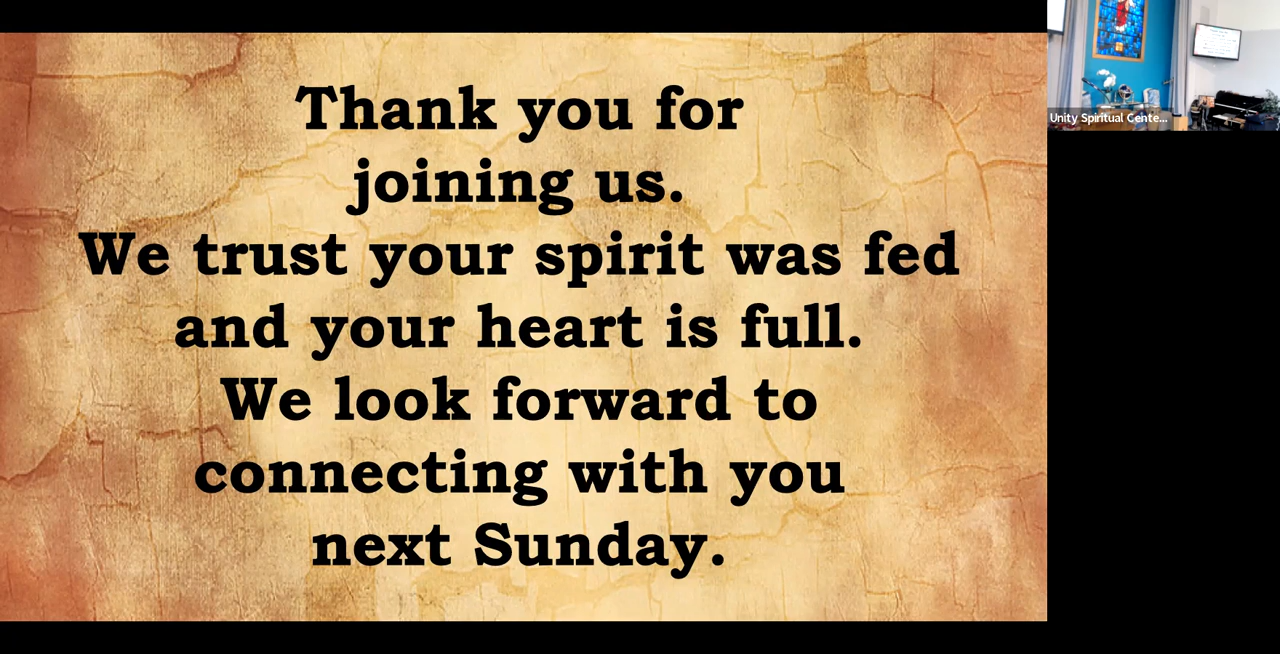 Thank you for
joining us.
We trust your spirit was fed
and your heart is full.
We look forward to
connecting with you
next Sunday.
Unity Spiritual Cente...